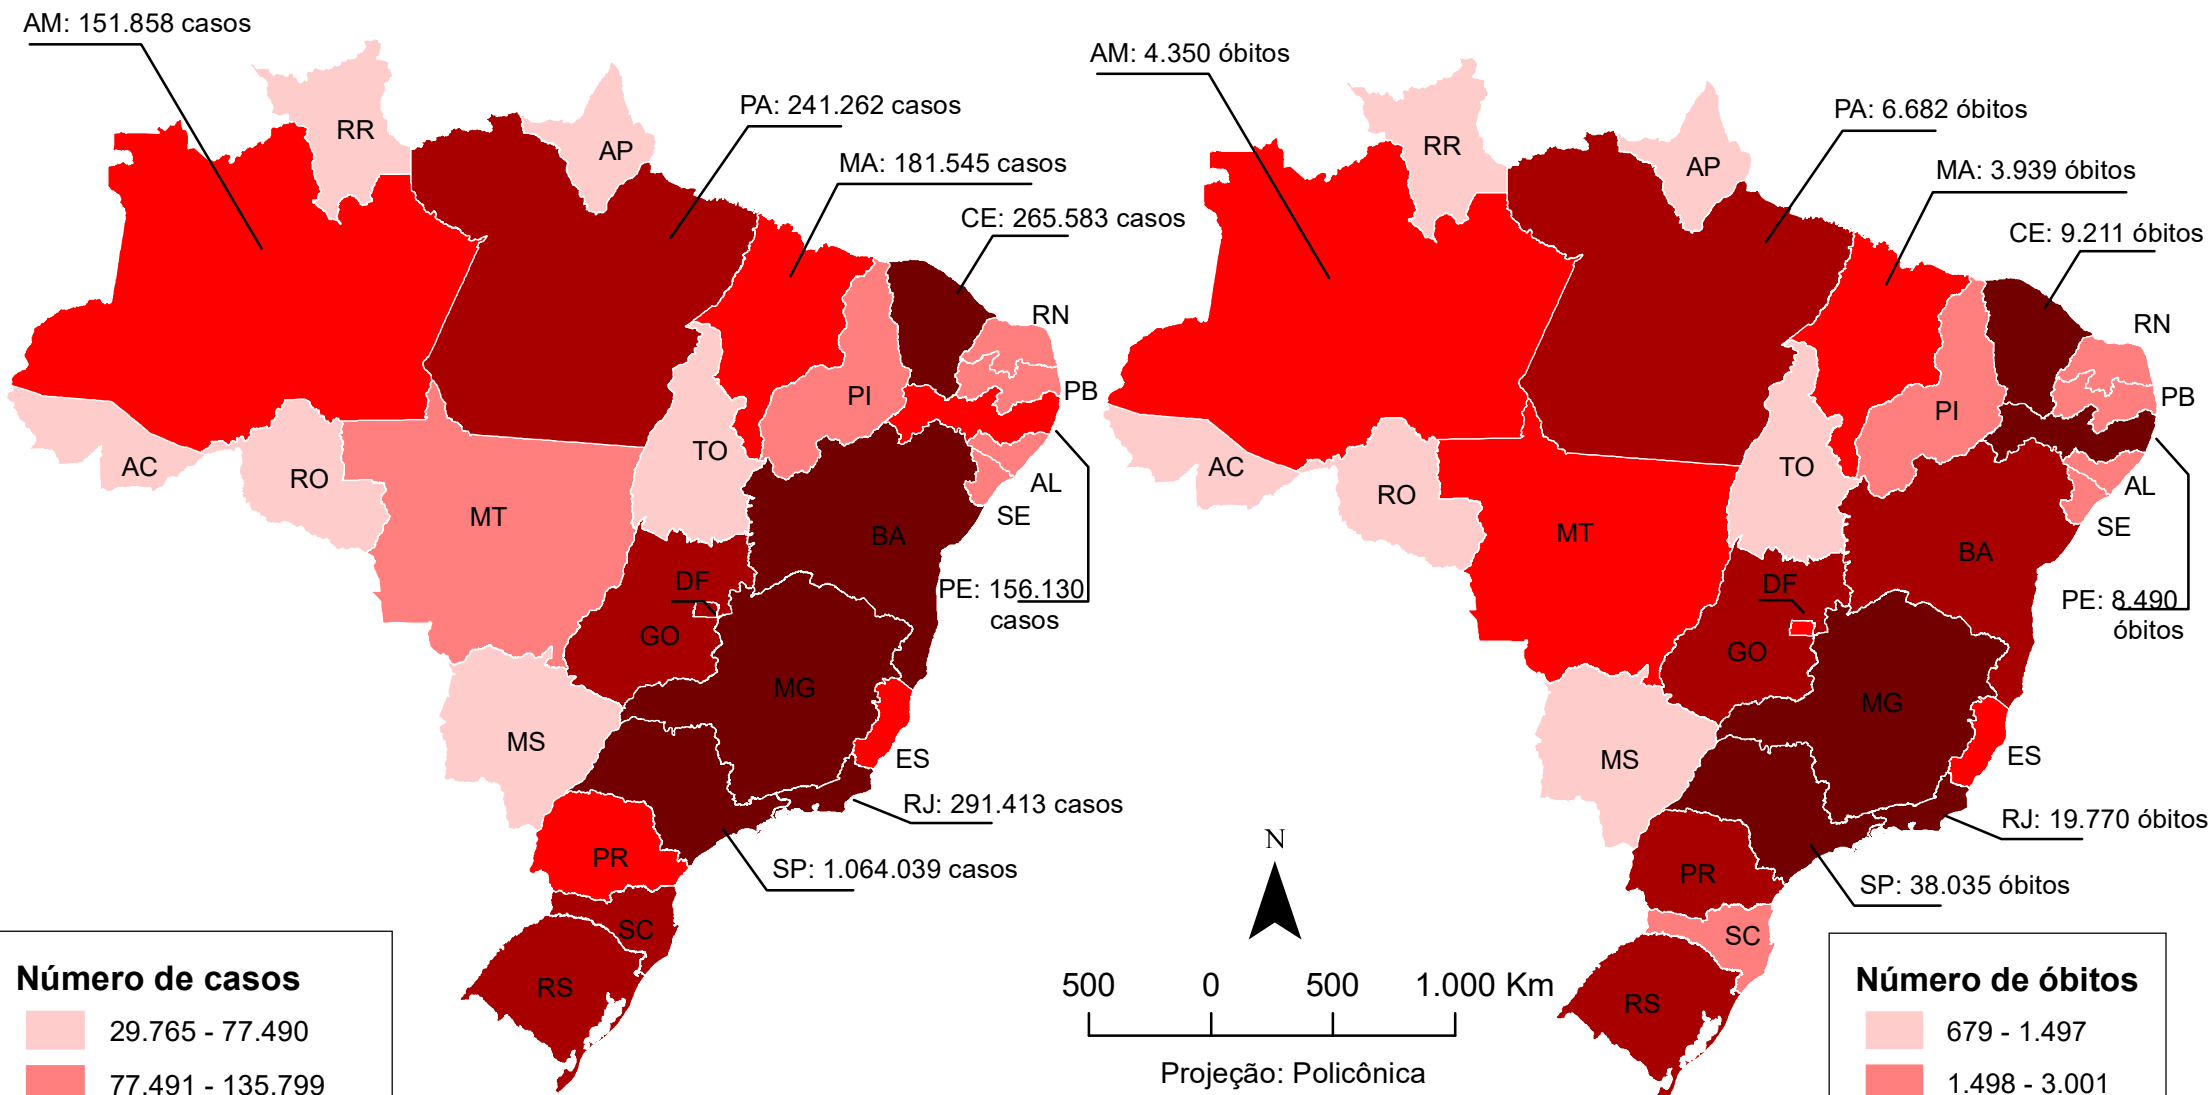 AM: 151.858 casos
RR
AP
PA: 241.262 casos
MA: 181.545 casos
CE: 265.583 casos
RN
PB
PI
TO
AC
RO
MT
AL
SE
BA
DF
PE: 156.130
casos
GO
MG
MS
ES
RJ: 291.413 casos
PR
SP: 1.064.039 casos
SC
RS
Número de casos
29.765 - 77.490
77.491 - 135.799
AM: 4.350 óbitos
RR
AP
PA: 6.682 óbitos
MA: 3.939 óbitos
CE: 9.211 óbitos
RN
PB
PI
TO
AC
RO
MT
AL
SE
BA
DF
PE: 8.490
óbitos
GO
MG
MS
ES
RJ: 19.770 óbitos
PR
SP: 38.035 óbitos
SC
RS
N
500 0 500 1.000 Km
Projeção: Policônica
Número de óbitos
679 - 1.497
1.498 - 3.001